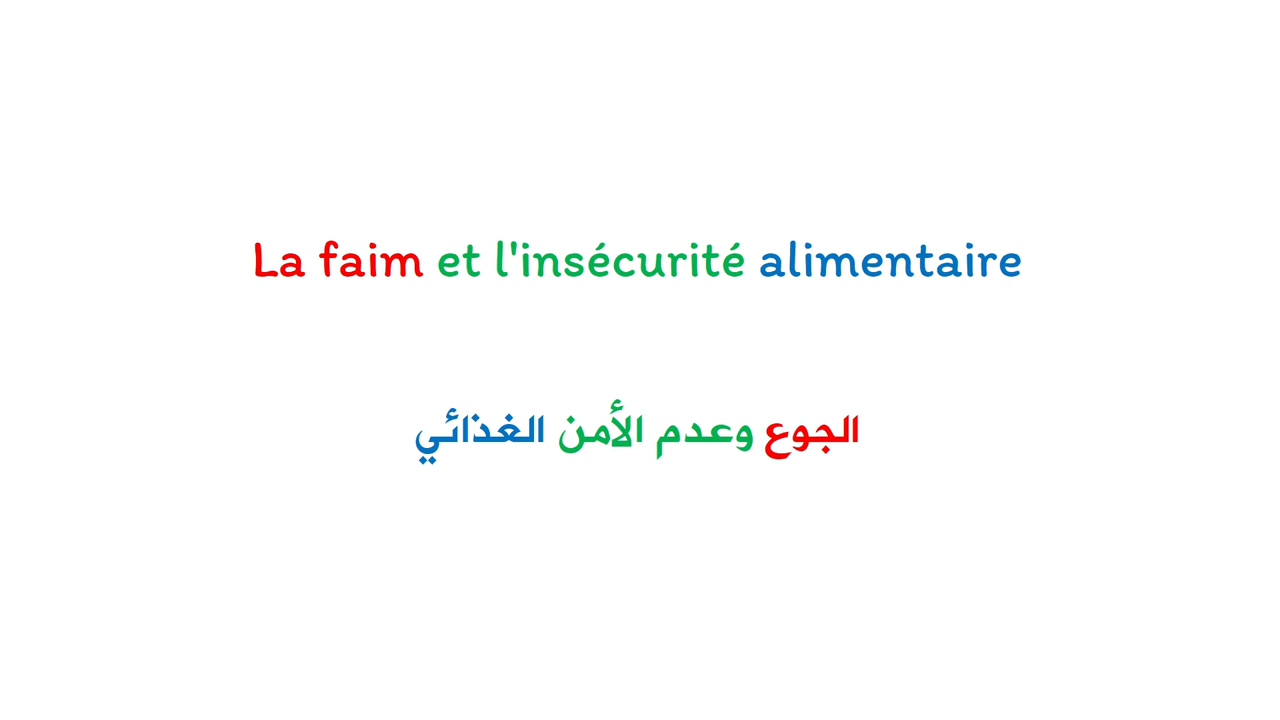 La faim et l'insécurité alimentaire
الجوع وعدم الأمن الغذائي